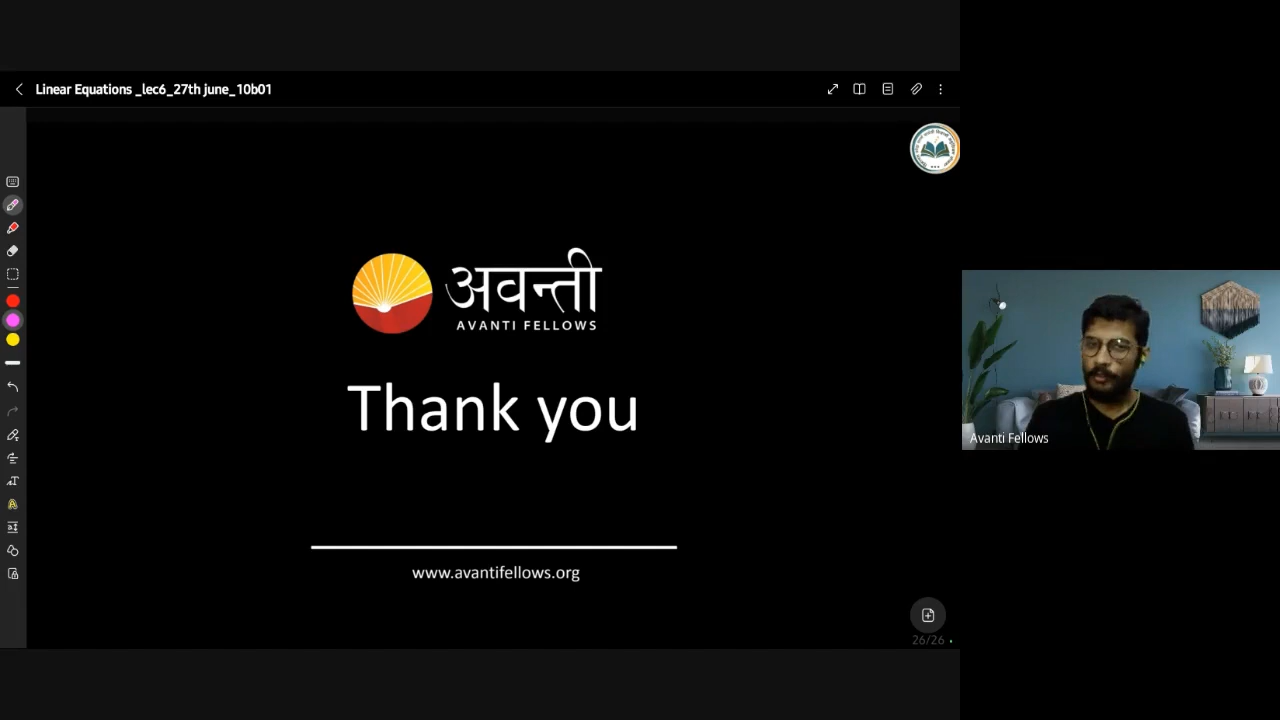 Linear Equations _lec6_27th june_10b01
अवन्ती
AVANTI FELLOWS
Thank you
www.avantifellows.org
26/26
Avanti Fellows